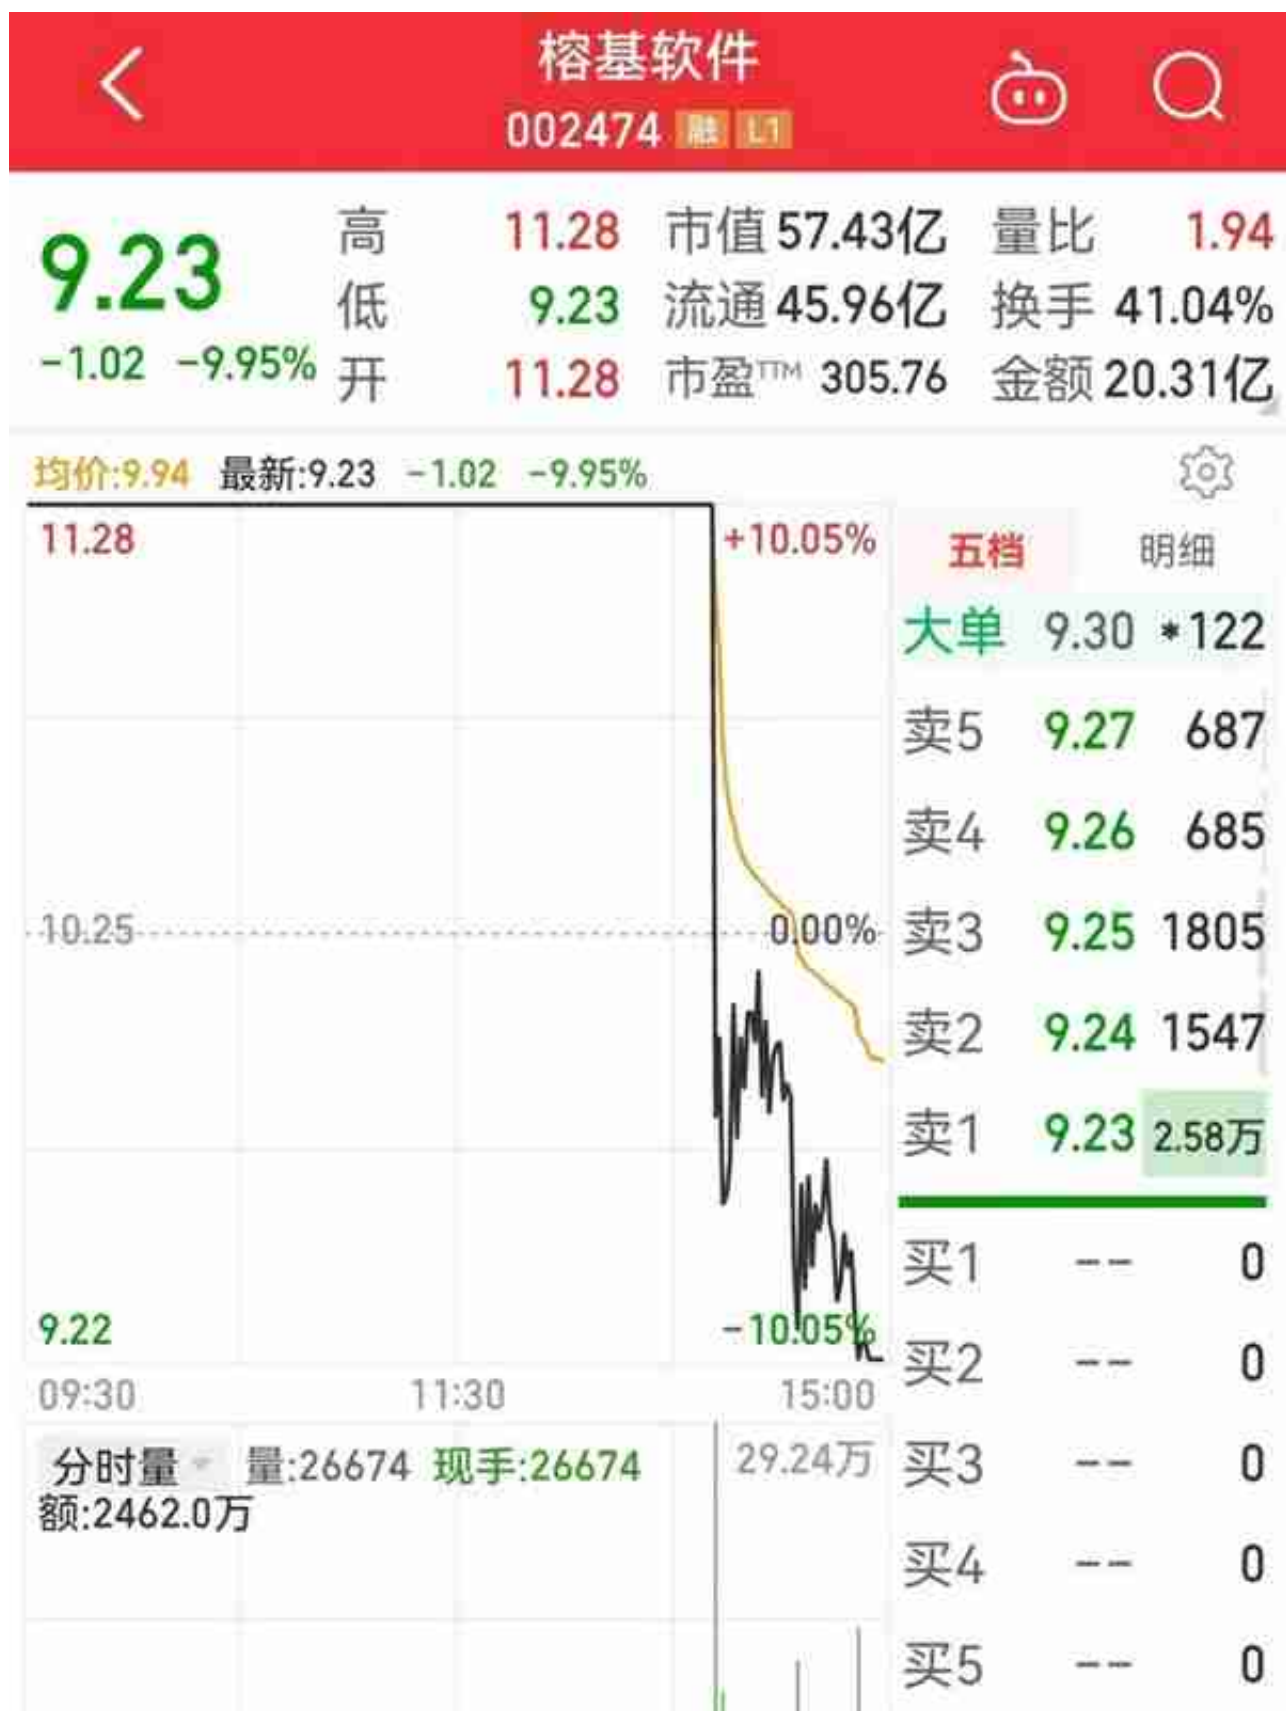 榕基软件
002474 融 L1
9.23 高 11.28 市值 57.43亿 量比 1.94
低 9.23 流通 45.96亿 换手 41.04%
-1.02 -9.95% 开 11.28 市盈TTM 305.76 金额 20.31亿
均价:9.94 最新:9.23 -1.02 -9.95%
11.28 +10.05%
五档 明细
大单 9.30 *122
卖5 9.27 687
卖4 9.26 685
10.25 0.00%
卖3 9.25 1805
卖2 9.24 1547
卖1 9.23 2.58万
买1 -- 0
9.22 -10.05%
买2 -- 0
09:30 11:30 15:00
分时量 量:26674 现手:26674 29.24万
额:2462.0万
买3 -- 0
买4 -- 0
买5 -- 0